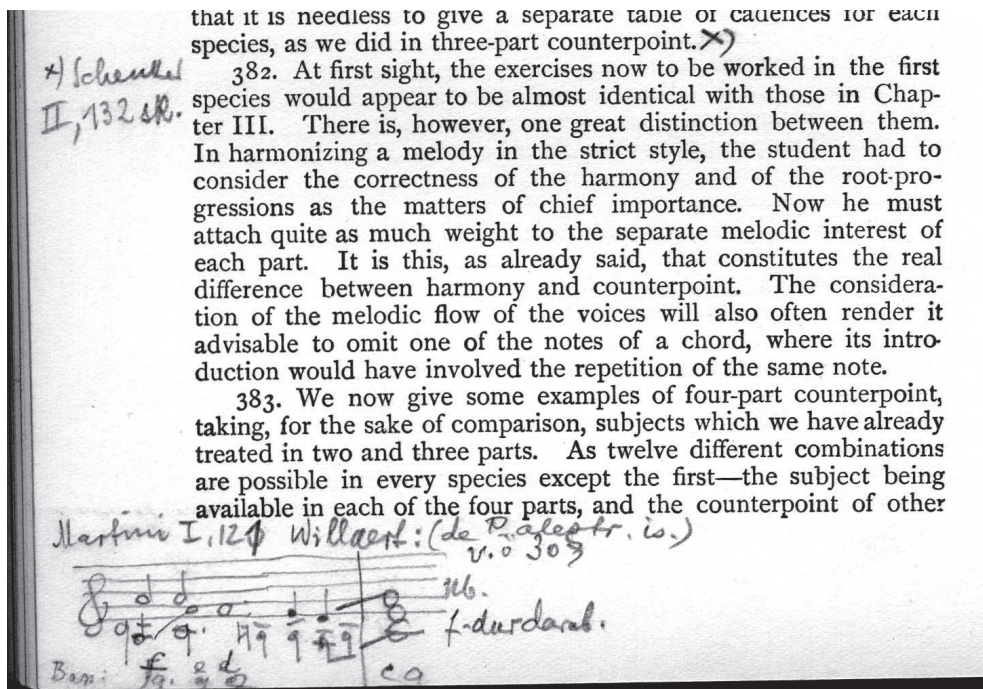 that it is needless to give a separate table of cadences for each
species, as we did in three-part counterpoint. x)
x) Schenker
II, 132 sk.
382. At first sight, the exercises now to be worked in the first
species would appear to be almost identical with those in Chap-
ter III. There is, however, one great distinction between them.
In harmonizing a melody in the strict style, the student had to
consider the correctness of the harmony and of the root-pro-
gressions as the matters of chief importance. Now he must
attach quite as much weight to the separate melodic interest of
each part. It is this, as already said, that constitutes the real
difference between harmony and counterpoint. The considera-
tion of the melodic flow of the voices will also often render it
advisable to omit one of the notes of a chord, where its intro-
duction would have involved the repetition of the same note.
383. We now give some examples of four-part counterpoint,
taking, for the sake of comparison, subjects which we have already
treated in two and three parts. As twelve different combinations
are possible in every species except the first—the subject being
available in each of the four parts, and the counterpoint of other
Martini I, Willaert: (de Palestr. is.)
v.ö 303
f-durdarab.